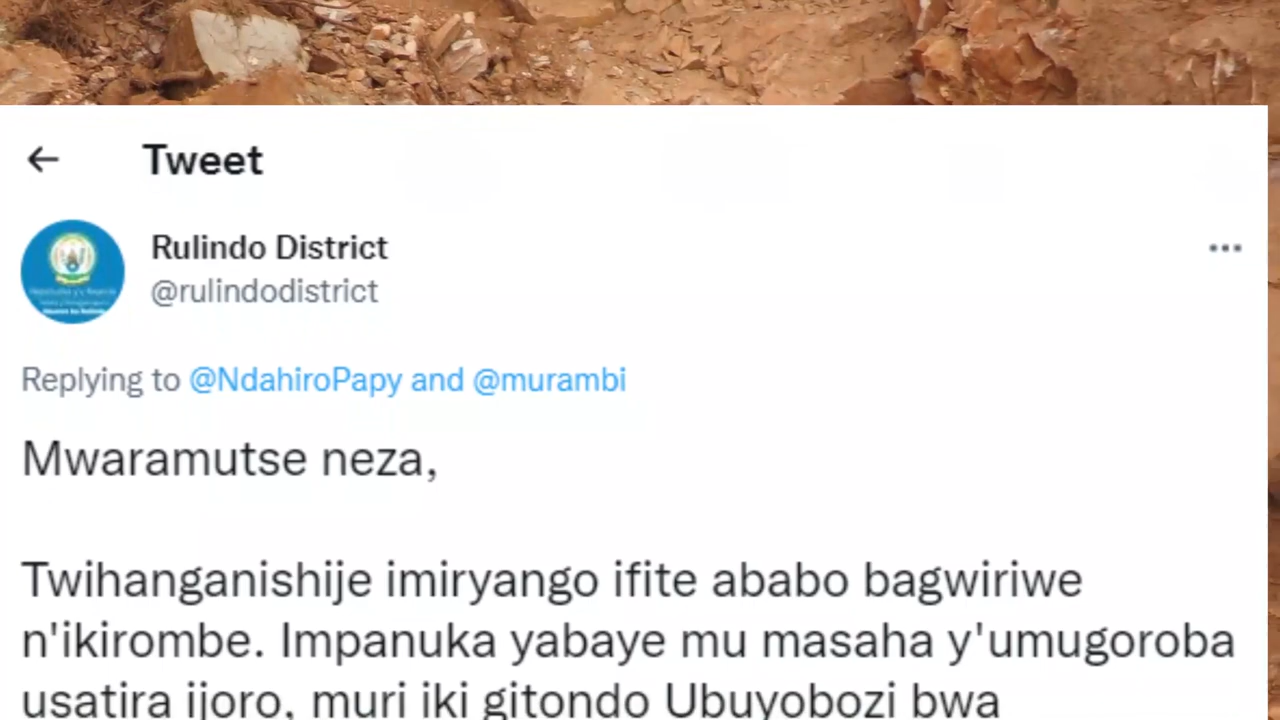 Tweet
Rulindo District
@rulindodistrict
Replying to @NdahiroPapy and @murambi
Mwaramutse neza,
Twihanganishije imiryango ifite ababo bagwiriwe
n'ikirombe. Impanuka yabaye mu masaha y'umugoroba
usatira ijoro, muri iki gitondo Ubuyobozi bwa